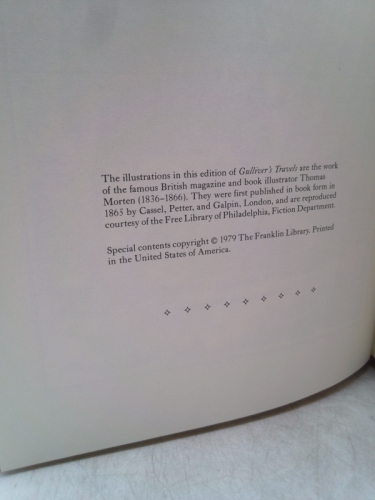 The illustrations in this edition of Gulliver's Travels are the work
of the famous British magazine and book illustrator Thomas
Morten (1836–1866). They were first published in book form in
1865 by Cassel, Petter, and Galpin, London, and are reproduced
courtesy of the Free Library of Philadelphia, Fiction Department.
Special contents copyright © 1979 The Franklin Library. Printed
in the United States of America.